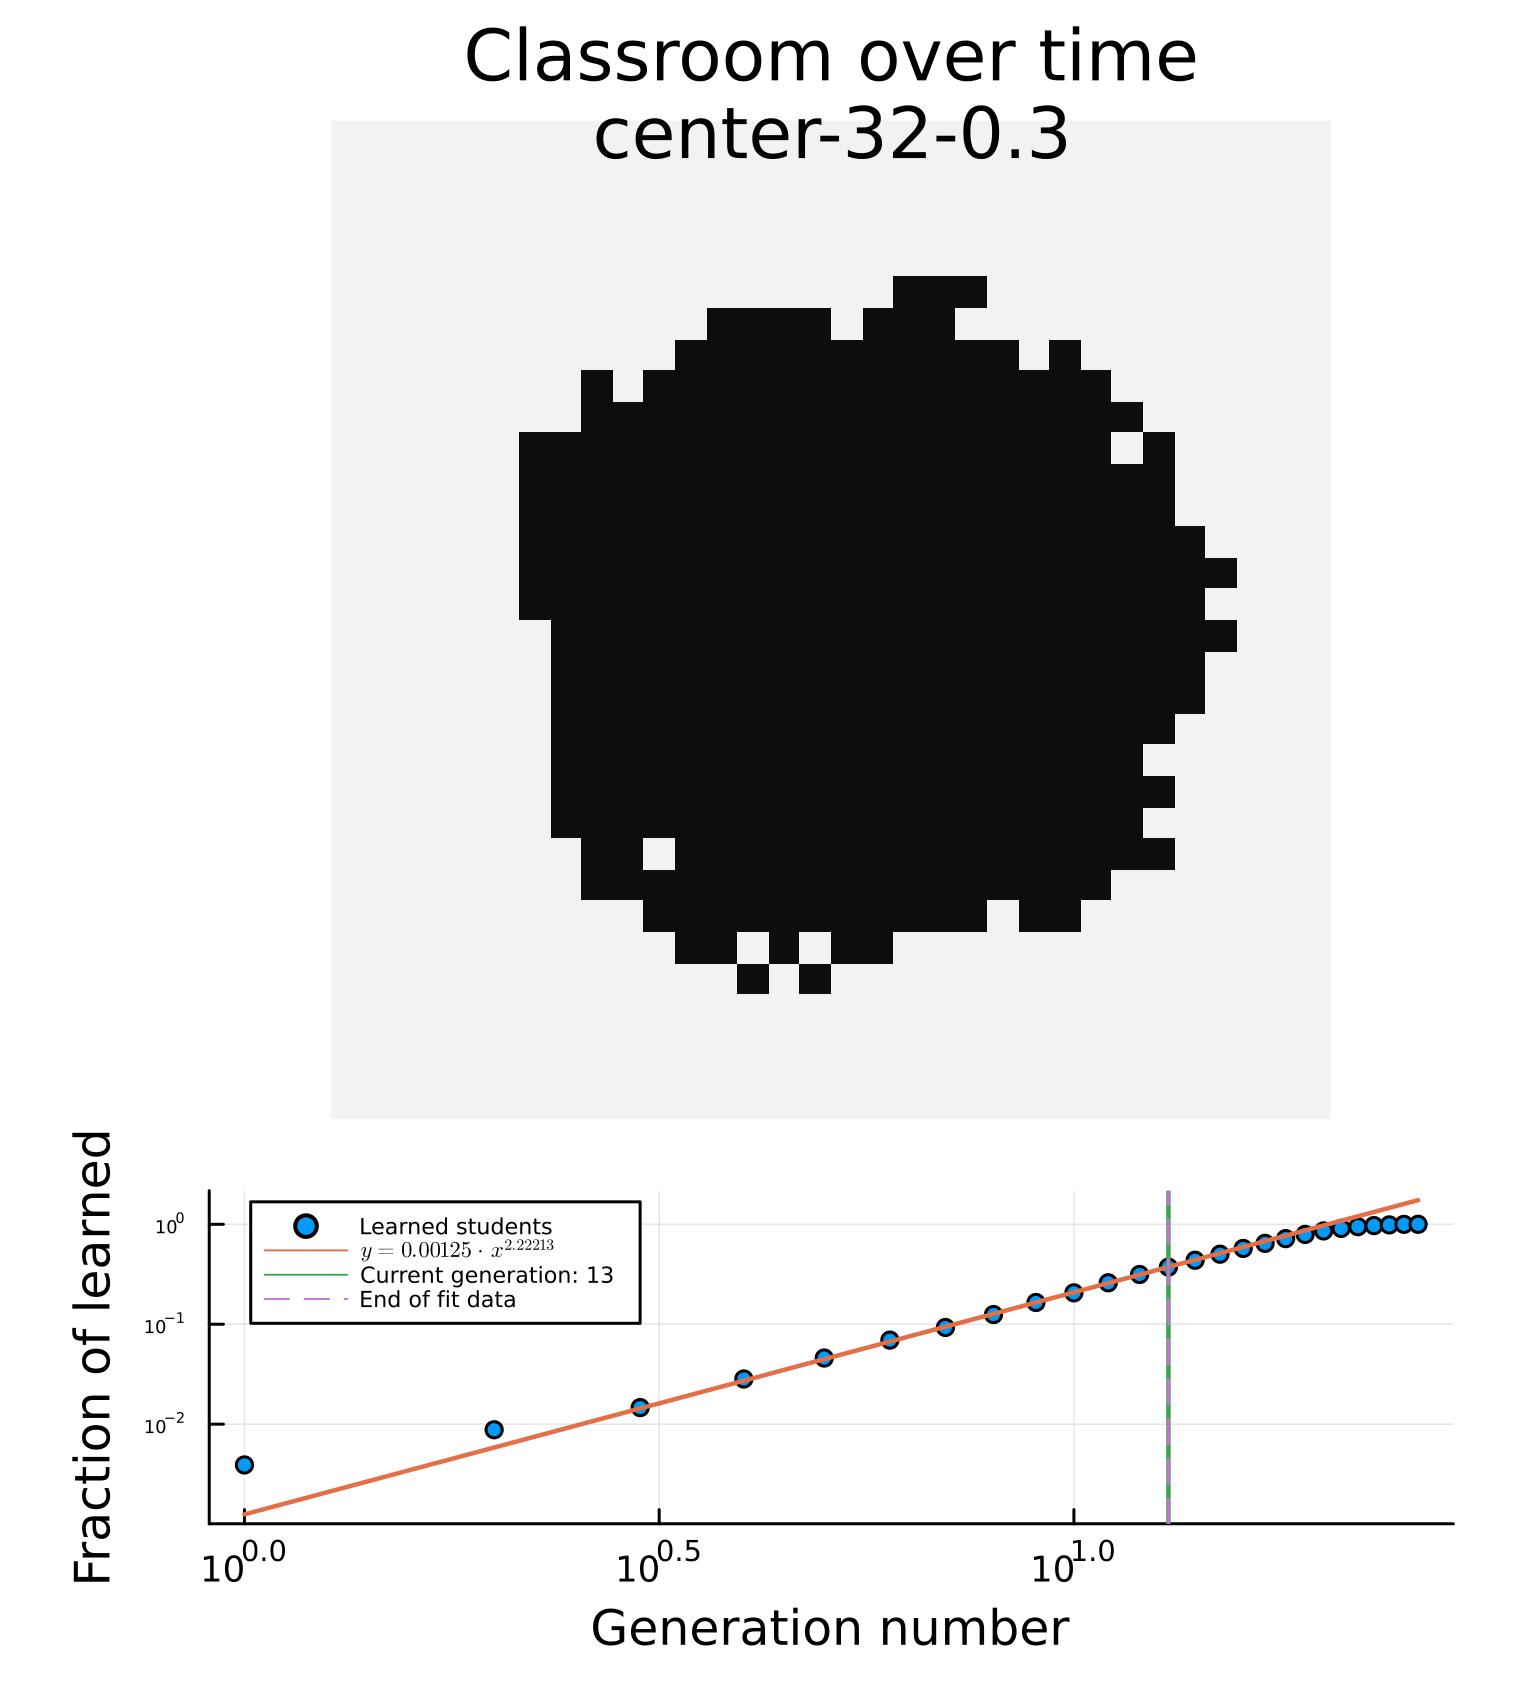 Classroom over time
center-32-0.3
Fraction of learned
10^0
10^−1
10^−2
Learned students
y = 0.00125 · x^2.22213
Current generation: 13
End of fit data
10^0.0 10^0.5 10^1.0
Generation number